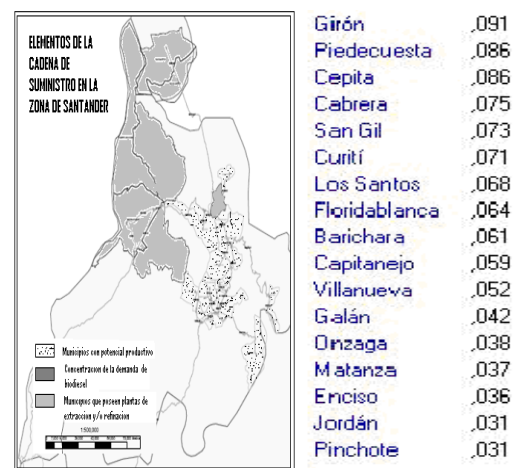 ELEMENTOS DE LA
CADENA DE
SUMINISTRO EN LA
ZONA DE SANTANDER
Municipios con potencial productivo
Concentracion de la demanda de
biodiesel
Municipios que poseen plantas de
extraccion y/o refinacion
1:500,000
Girón ,091
Piedecuesta ,086
Cepita ,086
Cabrera ,075
San Gil ,073
Curití ,071
Los Santos ,068
Floridablanca ,064
Barichara ,061
Capitanejo ,059
Villanueva ,052
Galán ,042
Onzaga ,038
Matanza ,037
Enciso ,036
Jordán ,031
Pinchote ,031